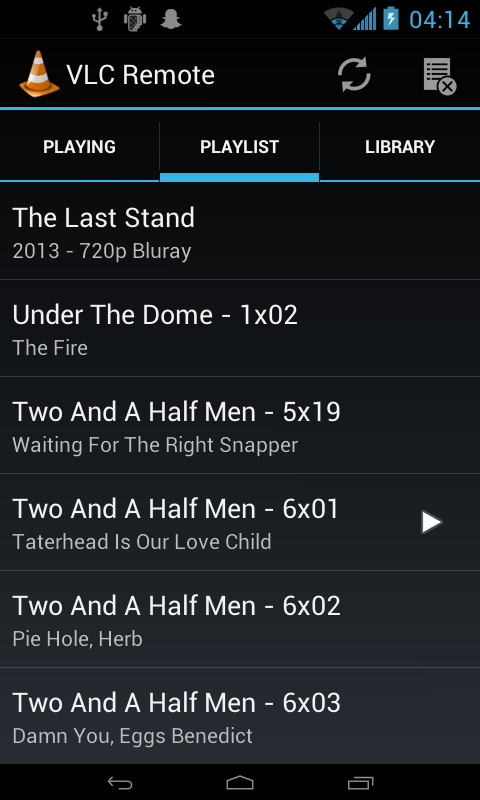 04:14
VLC Remote
PLAYING
PLAYLIST
LIBRARY
The Last Stand
2013 - 720p Bluray
Under The Dome - 1x02
The Fire
Two And A Half Men - 5x19
Waiting For The Right Snapper
Two And A Half Men - 6x01
Taterhead Is Our Love Child
Two And A Half Men - 6x02
Pie Hole, Herb
Two And A Half Men - 6x03
Damn You, Eggs Benedict